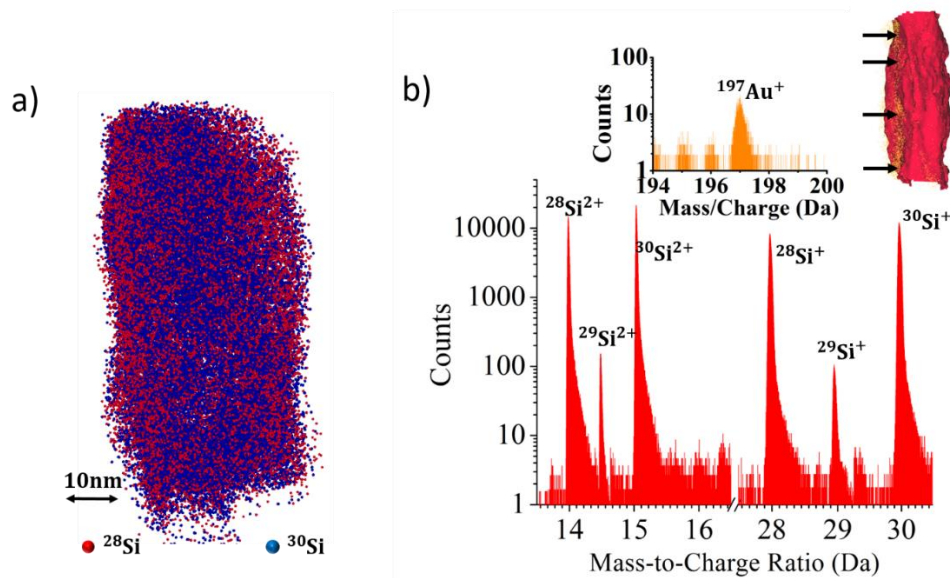 a)
10nm
28Si
30Si
b)
100
10
1
Counts
197Au+
194 196 198 200
Mass/Charge (Da)
10000
1000
100
10
1
Counts
28Si2+
29Si2+
30Si2+
28Si+
29Si+
30Si+
14 15 16 28 29 30
Mass-to-Charge Ratio (Da)